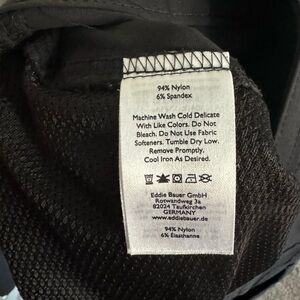 94% Nylon
6% Spandex
Machine Wash Cold Delicate
With Like Colors. Do Not
Bleach. Do Not Use Fabric
Softeners. Tumble Dry Low.
Remove Promptly.
Cool Iron As Desired.
Eddie Bauer GmbH
Rotwandweg 3a
82024 Taufkirchen
GERMANY
www.eddiebauer.de
94% Nylon
6% Elasthanne